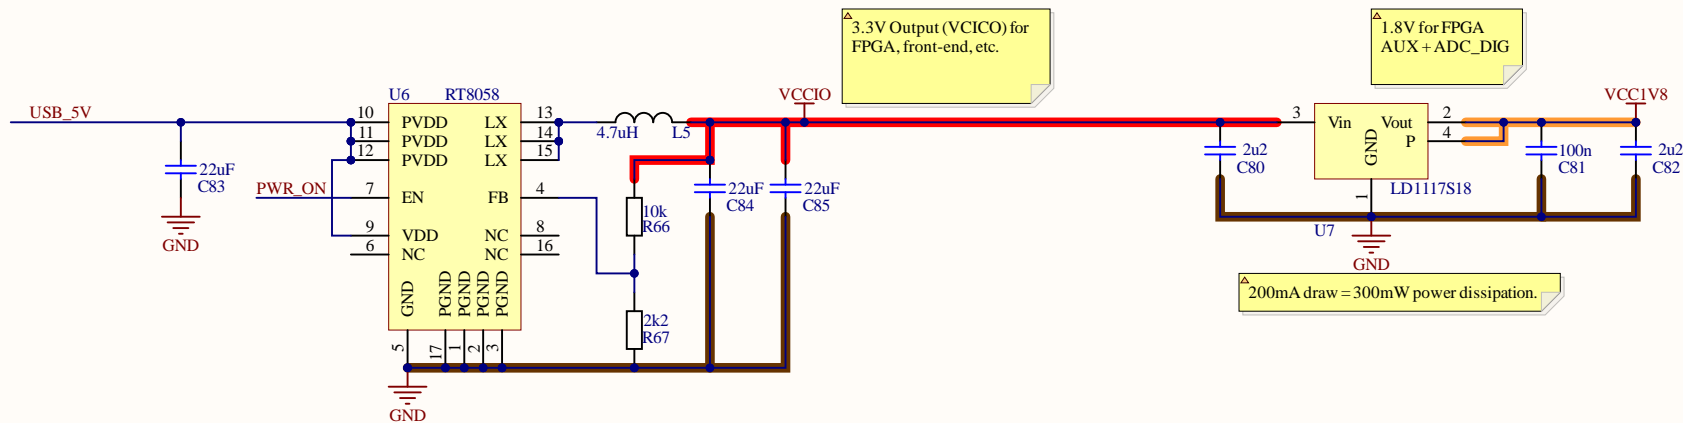 3.3V Output (VCICO) for
FPGA, front-end, etc.
1.8V for FPGA
AUX + ADC_DIG
USB_5V
22uF
C83
GND
PWR_ON
U6
RT8058
10
PVDD
11
PVDD
12
PVDD
7
EN
9
VDD
6
NC
13
LX
14
LX
15
LX
4
FB
8
NC
16
NC
GND
PGND
PGND
PGND
PGND
5
17
1
2
3
GND
4.7uH
L5
10k
R66
2k2
R67
22uF
C84
22uF
C85
VCCIO
2u2
C80
3
Vin
Vout
2
P
4
GND
1
LD1117S18
U7
GND
100n
C81
VCC1V8
2u2
C82
200mA draw = 300mW power dissipation.